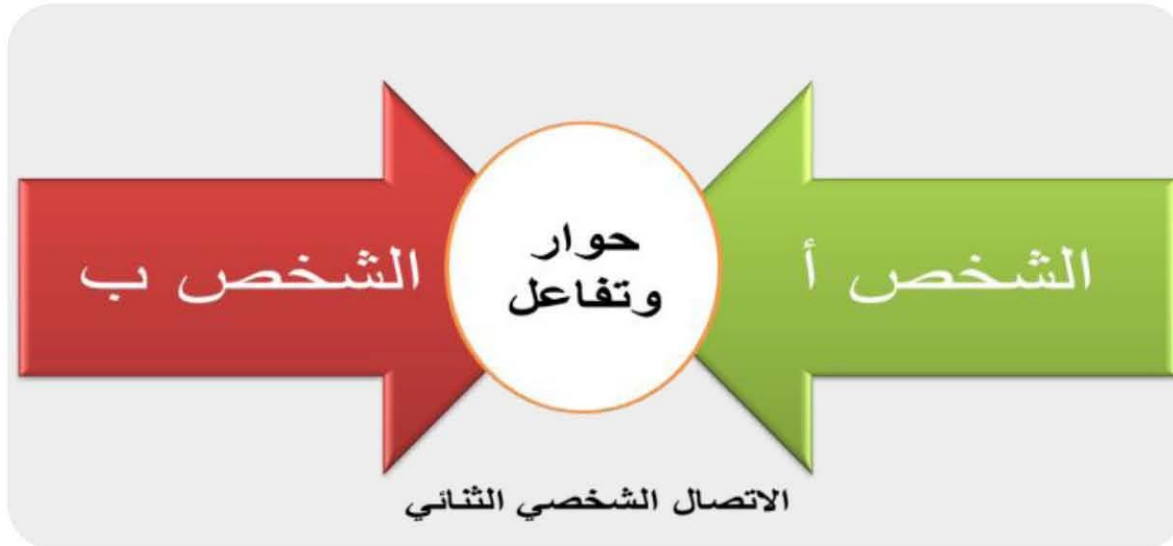 الشخص أ
حوار
وتفاعل
الشخص ب
الاتصال الشخصي الثنائي